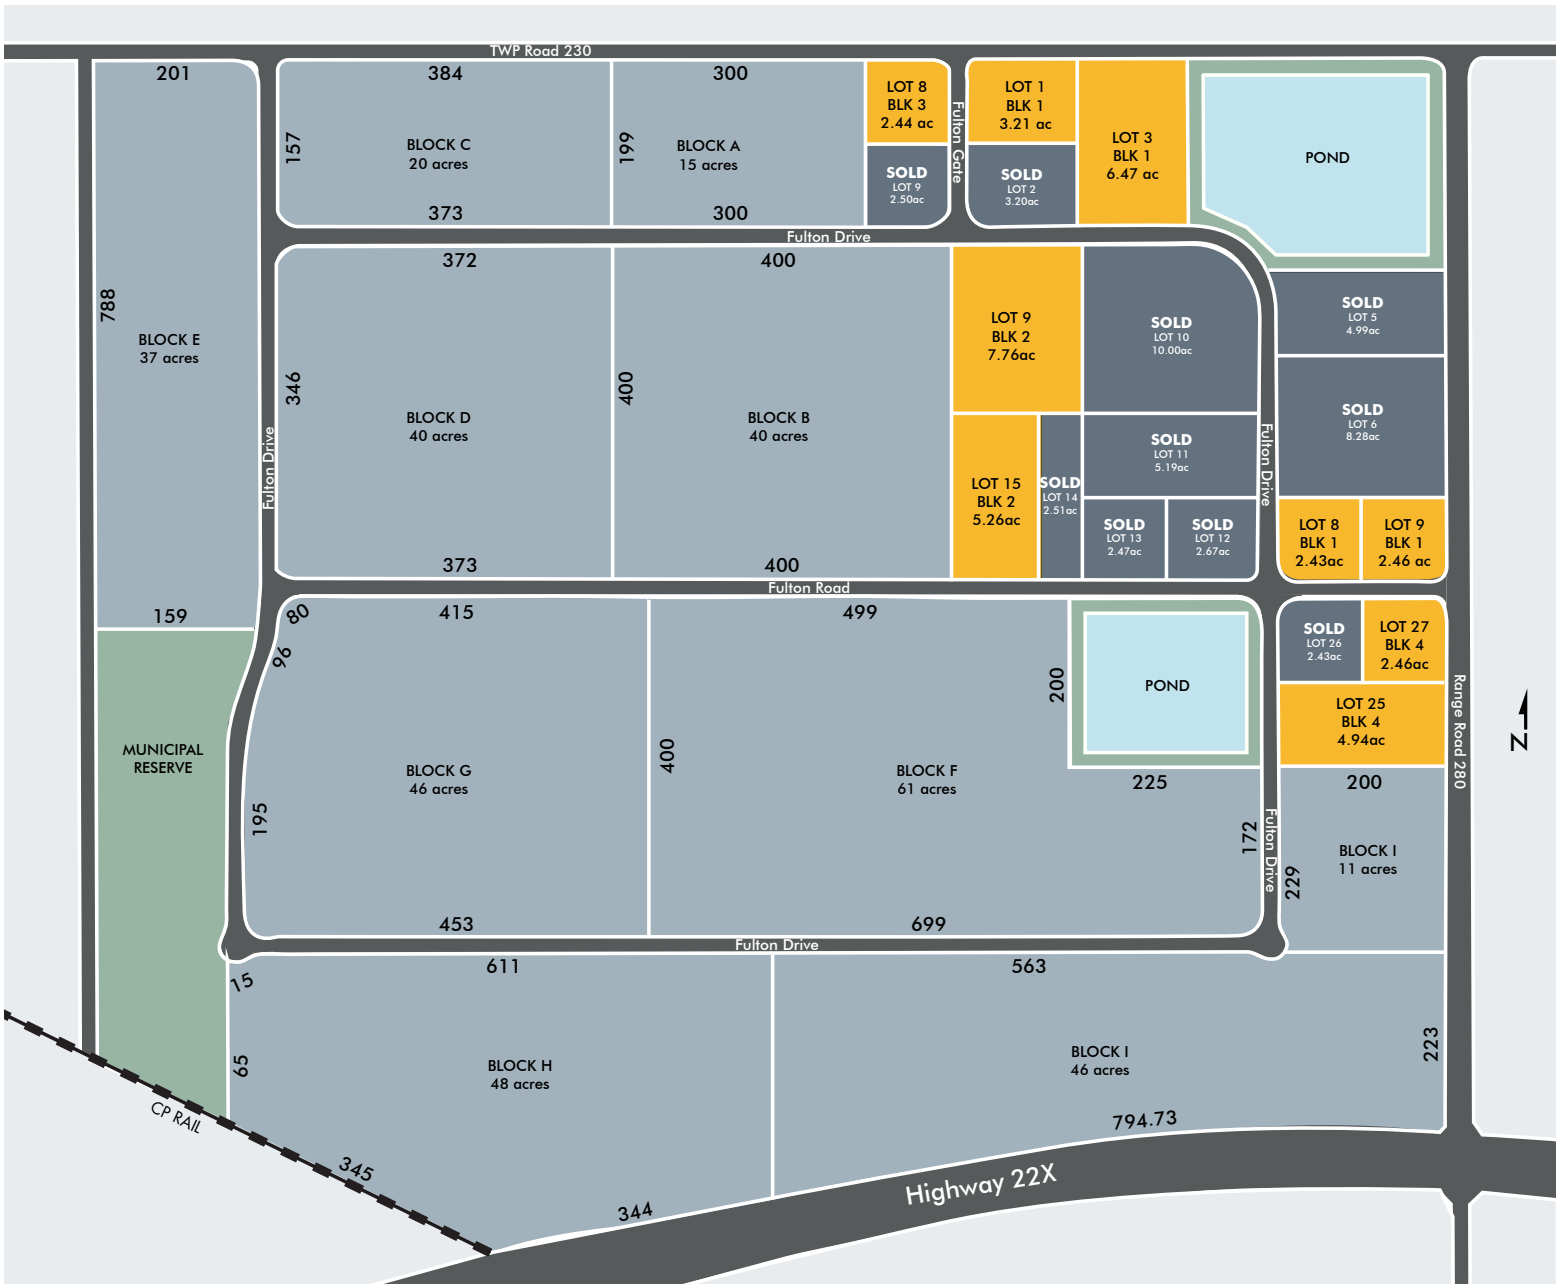 TWP Road 230
201
384
300
LOT 8
BLK 3
2.44 ac
LOT 1
BLK 1
3.21 ac
LOT 3
BLK 1
6.47 ac
POND
157
BLOCK C
20 acres
199
BLOCK A
15 acres
SOLD
LOT 9
2.50ac
Fulton Gate
SOLD
LOT 2
3.20ac
373
300
Fulton Drive
788
BLOCK E
37 acres
372
400
346
BLOCK D
40 acres
400
BLOCK B
40 acres
Fulton Drive
LOT 9
BLK 2
7.76ac
SOLD
LOT 10
10.00ac
SOLD
LOT 5
4.99ac
SOLD
LOT 6
8.28ac
LOT 15
BLK 2
5.26ac
SOLD
LOT 14
2.51ac
SOLD
LOT 11
5.19ac
SOLD
LOT 13
2.47ac
SOLD
LOT 12
2.67ac
Fulton Drive
LOT 8
BLK 1
2.43ac
LOT 9
BLK 1
2.46 ac
373
400
Fulton Road
159
80
96
415
499
200
POND
SOLD
LOT 26
2.43ac
LOT 27
BLK 4
2.46ac
LOT 25
BLK 4
4.94ac
Range Road 280
N
MUNICIPAL
RESERVE
195
BLOCK G
46 acres
400
BLOCK F
61 acres
225
172
Fulton Drive
200
229
BLOCK I
11 acres
453
699
Fulton Drive
15
611
563
65
BLOCK H
48 acres
BLOCK I
46 acres
223
794.73
CP RAIL
345
344
Highway 22X